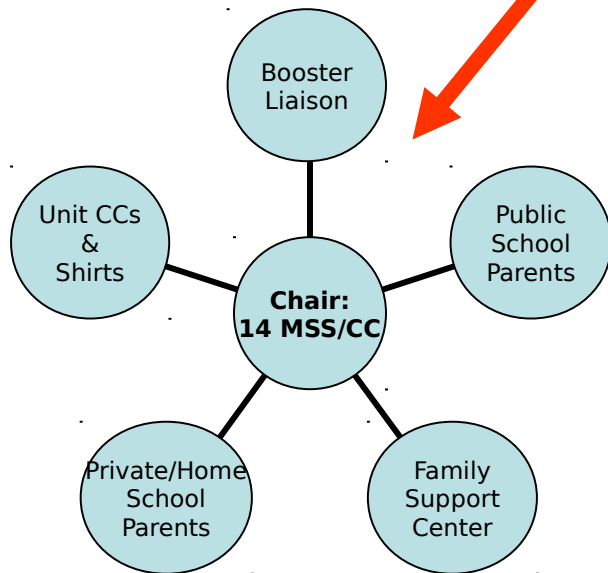 Booster
Liaison
Unit CCs
&
Shirts
Public
School
Parents
Chair:
14 MSS/CC
Private/Home
School
Parents
Family
Support
Center